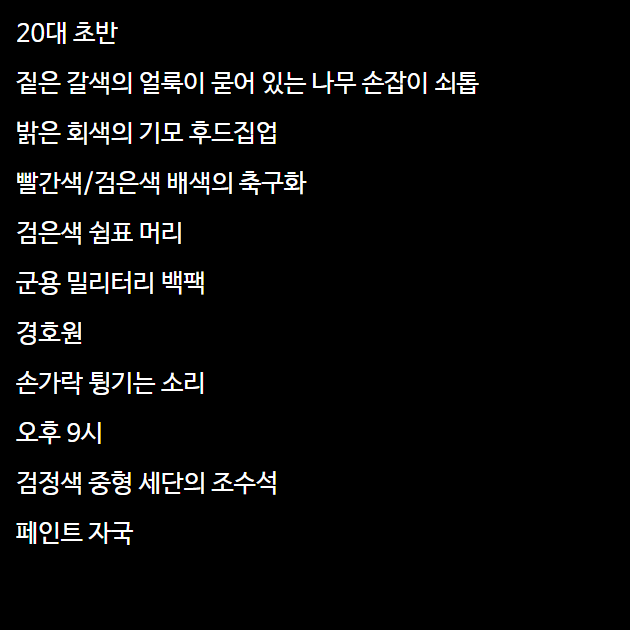 20대 초반
짙은 갈색의 얼룩이 묻어 있는 나무 손잡이 쇠톱
밝은 회색의 기모 후드집업
빨간색/검은색 배색의 축구화
검은색 쉼표 머리
군용 밀리터리 백팩
경호원
손가락 튕기는 소리
오후 9시
검정색 중형 세단의 조수석
페인트 자국